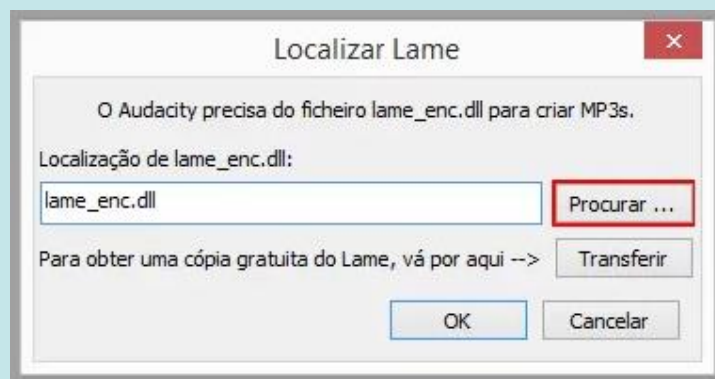 Localizar Lame
O Audacity precisa do ficheiro lame_enc.dll para criar MP3s.
Localização de lame_enc.dll:
lame_enc.dll
Procurar ...
Para obter uma cópia gratuita do Lame, vá por aqui -->
Transferir
OK
Cancelar